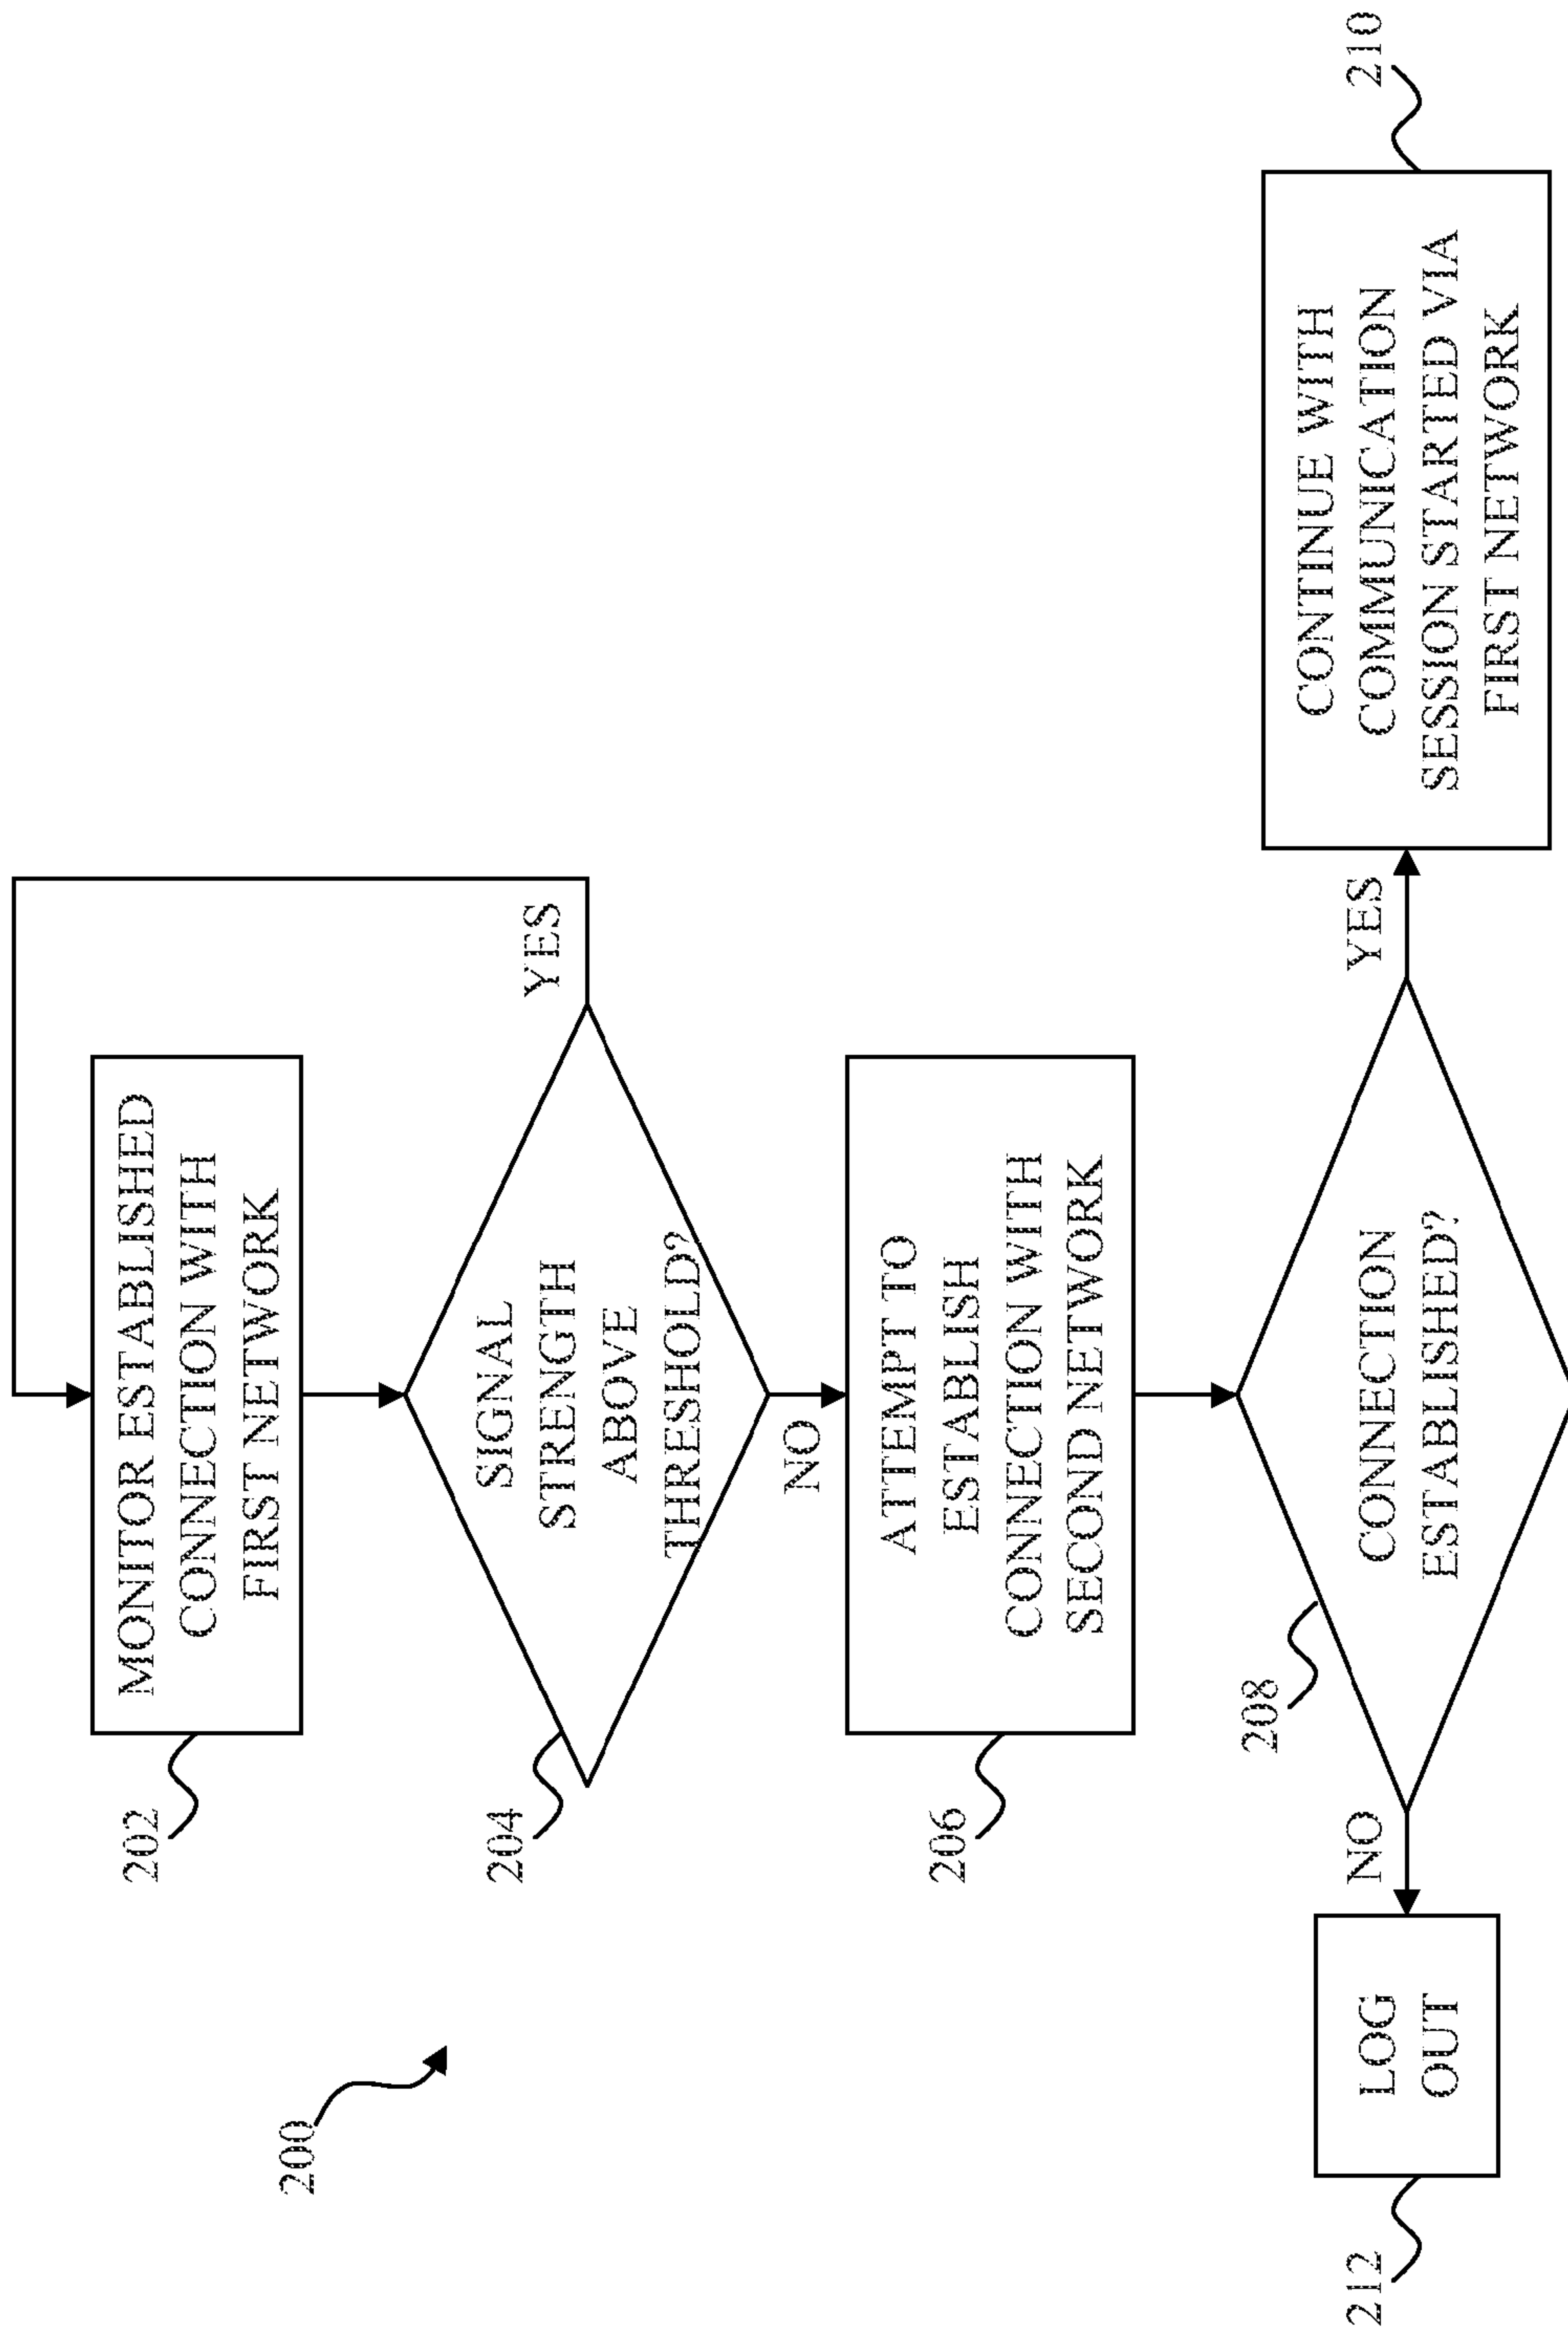 200
202
MONITOR ESTABLISHED
CONNECTION WITH
FIRST NETWORK
204
SIGNAL
STRENGTH
ABOVE
THRESHOLD?
YES
NO
206
ATTEMPT TO
ESTABLISH
CONNECTION WITH
SECOND NETWORK
208
CONNECTION
ESTABLISHED?
NO
YES
212
LOG
OUT
210
CONTINUE WITH
COMMUNICATION
SESSION STARTED VIA
FIRST NETWORK